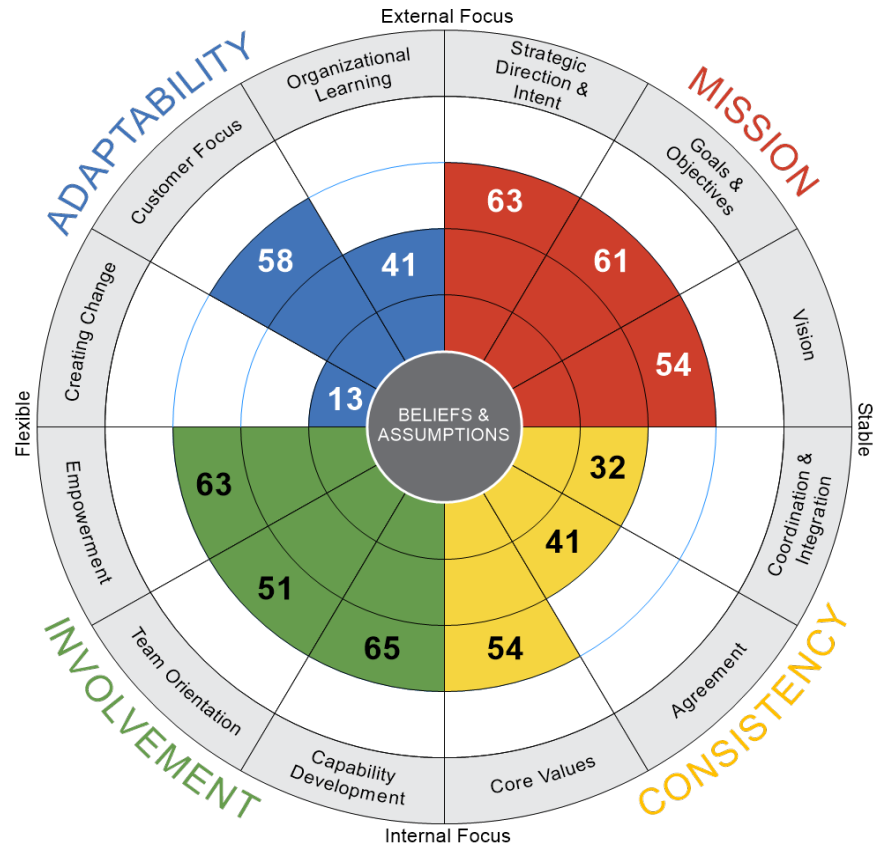 External Focus
ADAPTABILITY
MISSION
Organizational
Learning
Strategic
Direction &
Intent
Customer Focus
Goals &
Objectives
Creating Change
Vision
63
58
41
61
54
13
BELIEFS &
ASSUMPTIONS
Flexible
Stable
32
63
41
51
65
54
Empowerment
Coordination &
Integration
Team Orientation
Agreement
Capability
Development
Core Values
INVOLVEMENT
CONSISTENCY
Internal Focus